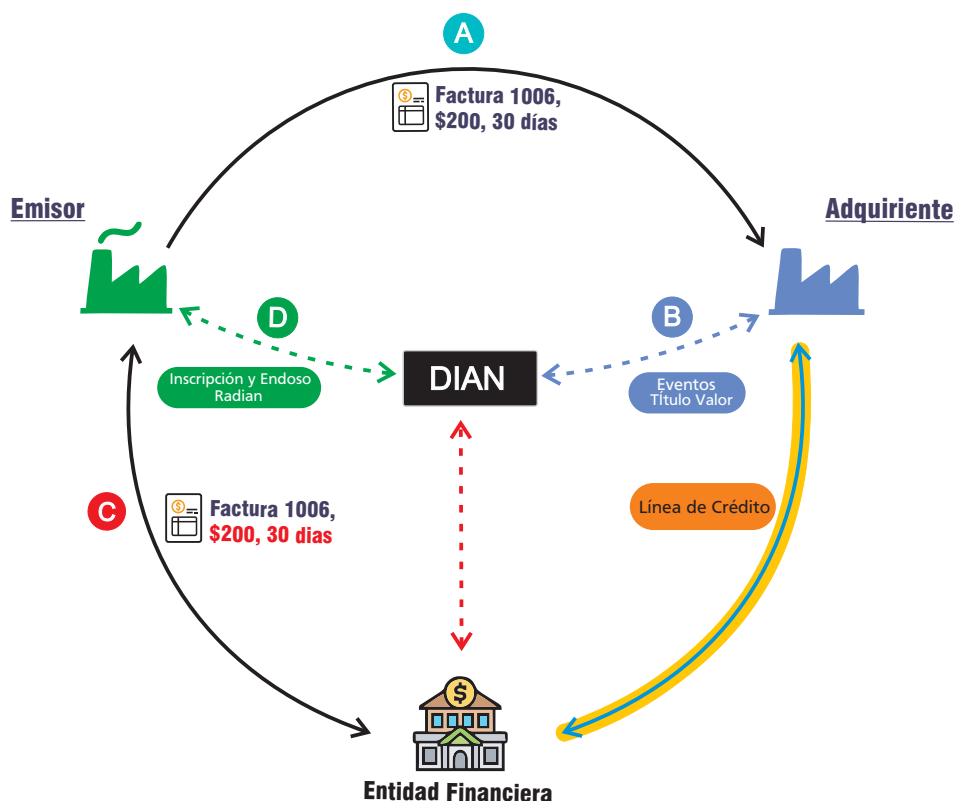 A
Factura 1006,
$200, 30 días
Emisor
Adquiriente
D
B
DIAN
Inscripción y Endoso
Radian
Eventos
TÍtulo Valor
C
Factura 1006,
$200, 30 dias
Línea de Crédito
$
Entidad Financiera